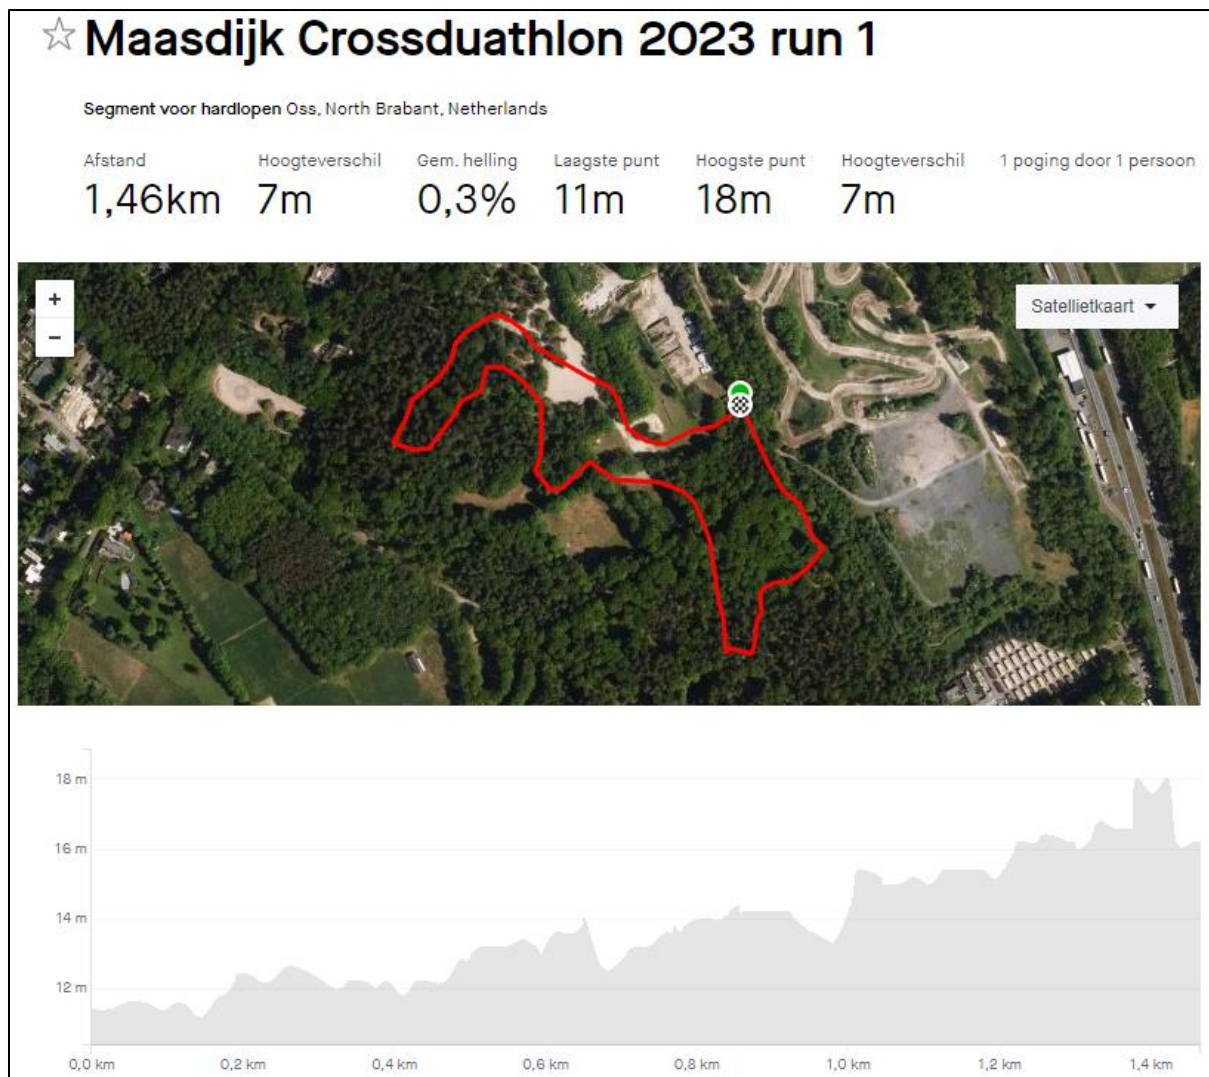 Maasdijk Crossduathlon 2023 run 1
Segment voor hardlopen Oss, North Brabant, Netherlands
Afstand Hoogteverschil Gem. helling Laagste punt Hoogste punt Hoogteverschil 1 poging door 1 persoon
1,46km 7m 0,3% 11m 18m 7m
+
−
Satellietkaart
18 m
16 m
14 m
12 m
0,0 km 0,2 km 0,4 km 0,6 km 0,8 km 1,0 km 1,2 km 1,4 km